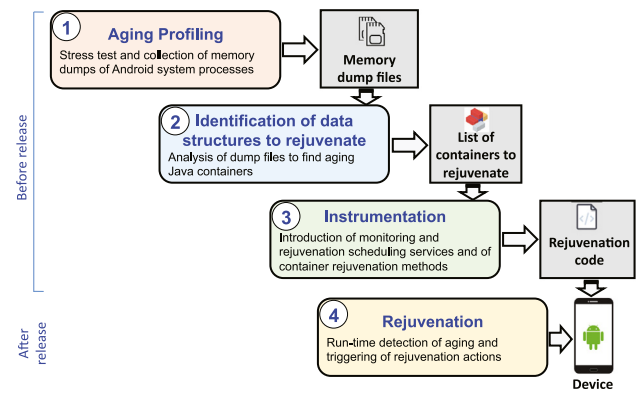 1
Aging Profiling
Stress test and collection of memory
dumps of Android system processes
Memory
dump files
2
Identification of data
structures to rejuvenate
Analysis of dump files to find aging
Java containers
List of
containers to
rejuvenate
Before release
3
Instrumentation
Introduction of monitoring and
rejuvenation scheduling services and of
container rejuvenation methods
Rejuvenation
code
After
release
4
Rejuvenation
Run-time detection of aging and
triggering of rejuvenation actions
Device